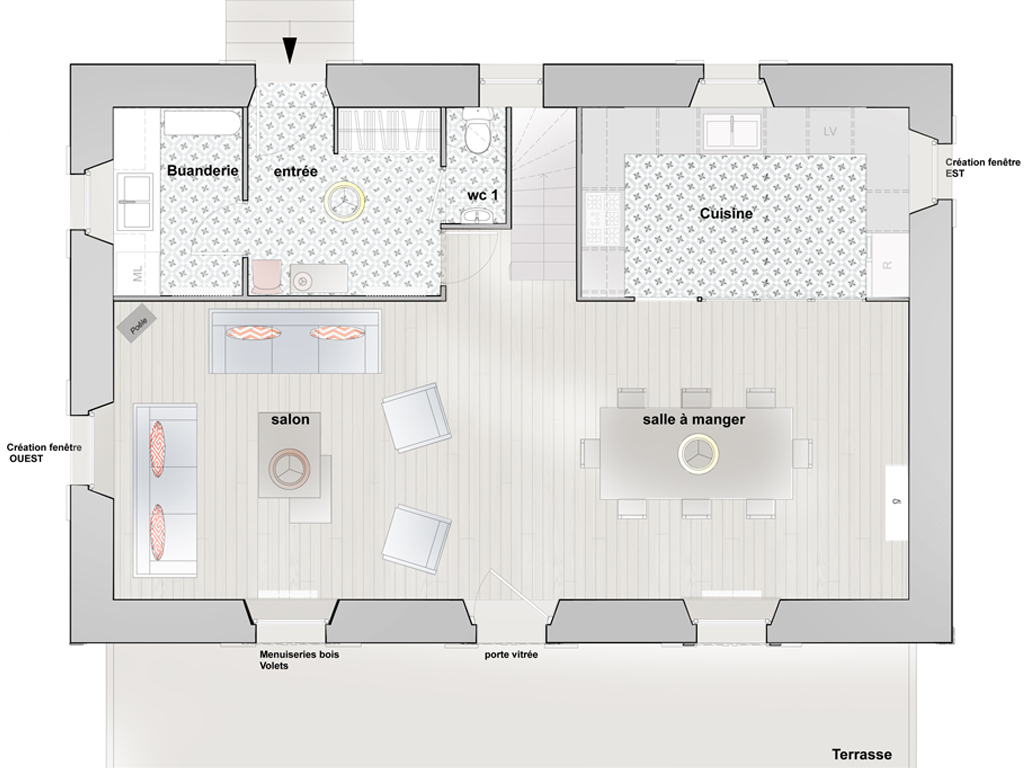 LV
Buanderie
entrée
Création fenêtre
EST
wc 1
Cuisine
R
ML
Poêle
salon
salle à manger
Création fenêtre
OUEST
Menuiseries bois
Volets
porte vitrée
Terrasse